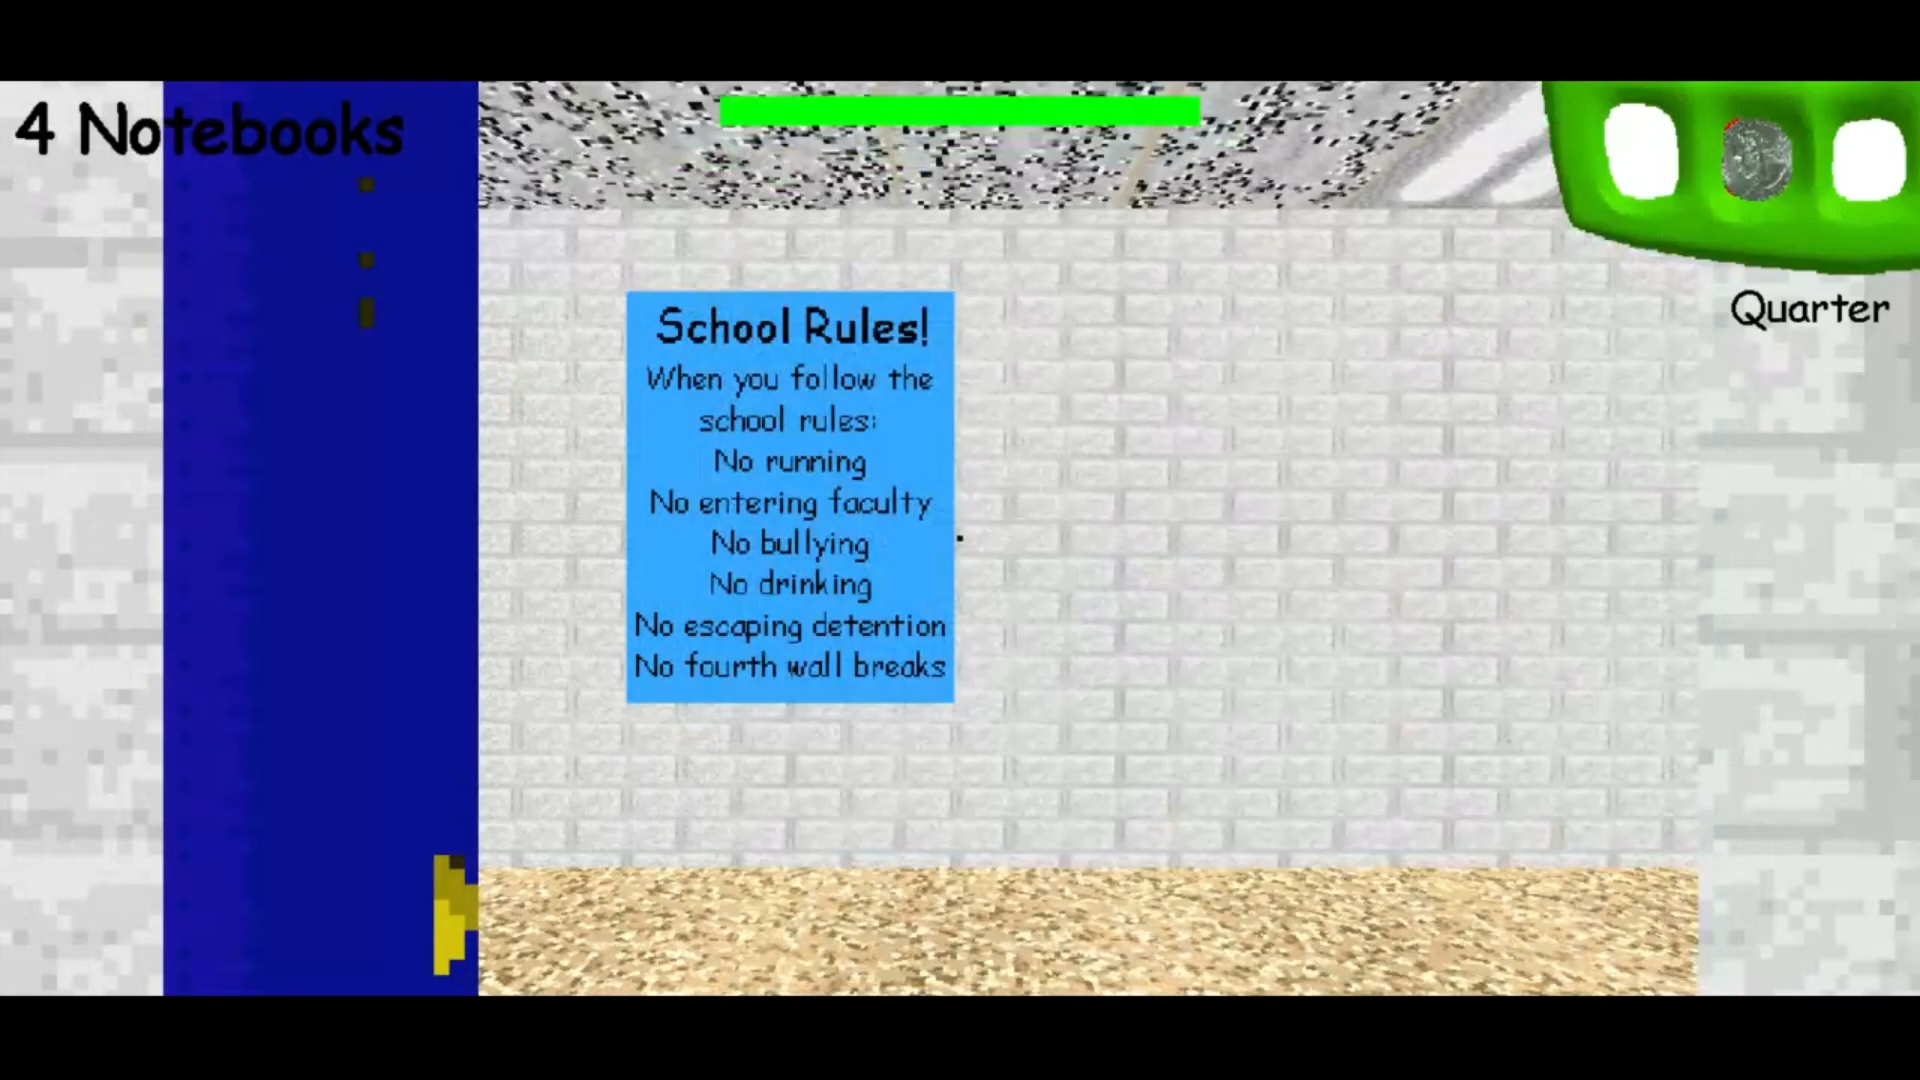 4 Notebooks
Quarter
School Rules!
When you follow the
school rules:
No running
No entering faculty
No bullying
No drinking
No escaping detention
No fourth wall breaks